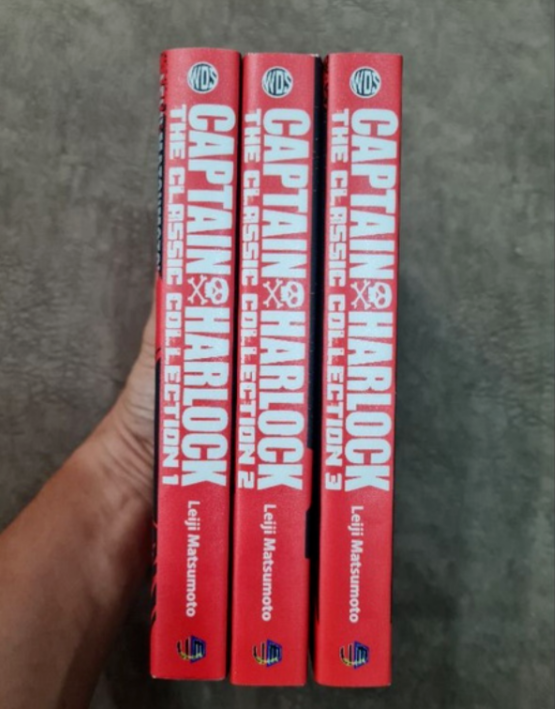 WDS
CAPTAIN HARLOCK
THE CLASSIC COLLECTION 1
Leiji Matsumoto
WDS
CAPTAIN HARLOCK
THE CLASSIC COLLECTION 2
Leiji Matsumoto
WDS
CAPTAIN HARLOCK
THE CLASSIC COLLECTION 3
Leiji Matsumoto